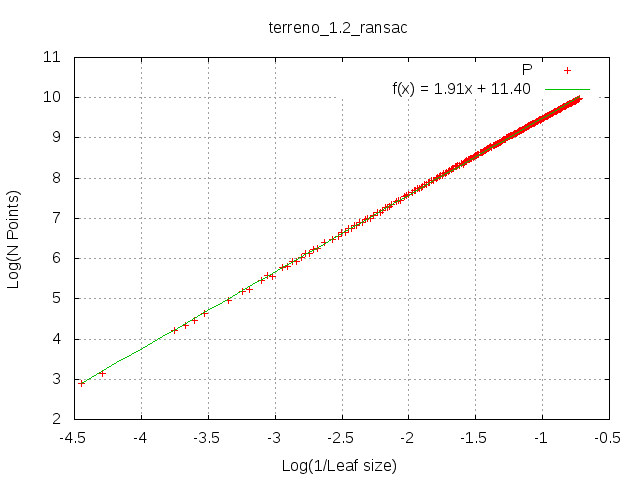 terreno_1.2_ransac
11
10
9
8
7
6
5
4
3
2
Log(N Points)
P
f(x) = 1.91x + 11.40
-4.5 -4 -3.5 -3 -2.5 -2 -1.5 -1 -0.5
Log(1/Leaf size)